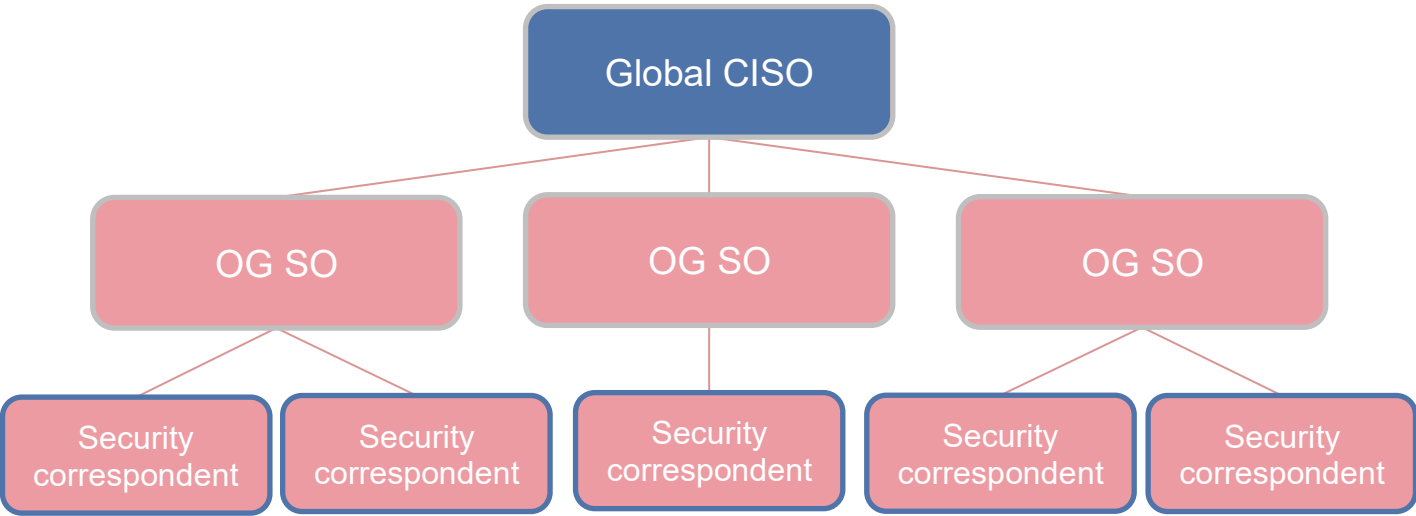 Global CISO
OG SO
OG SO
OG SO
Security
correspondent
Security
correspondent
Security
correspondent
Security
correspondent
Security
correspondent